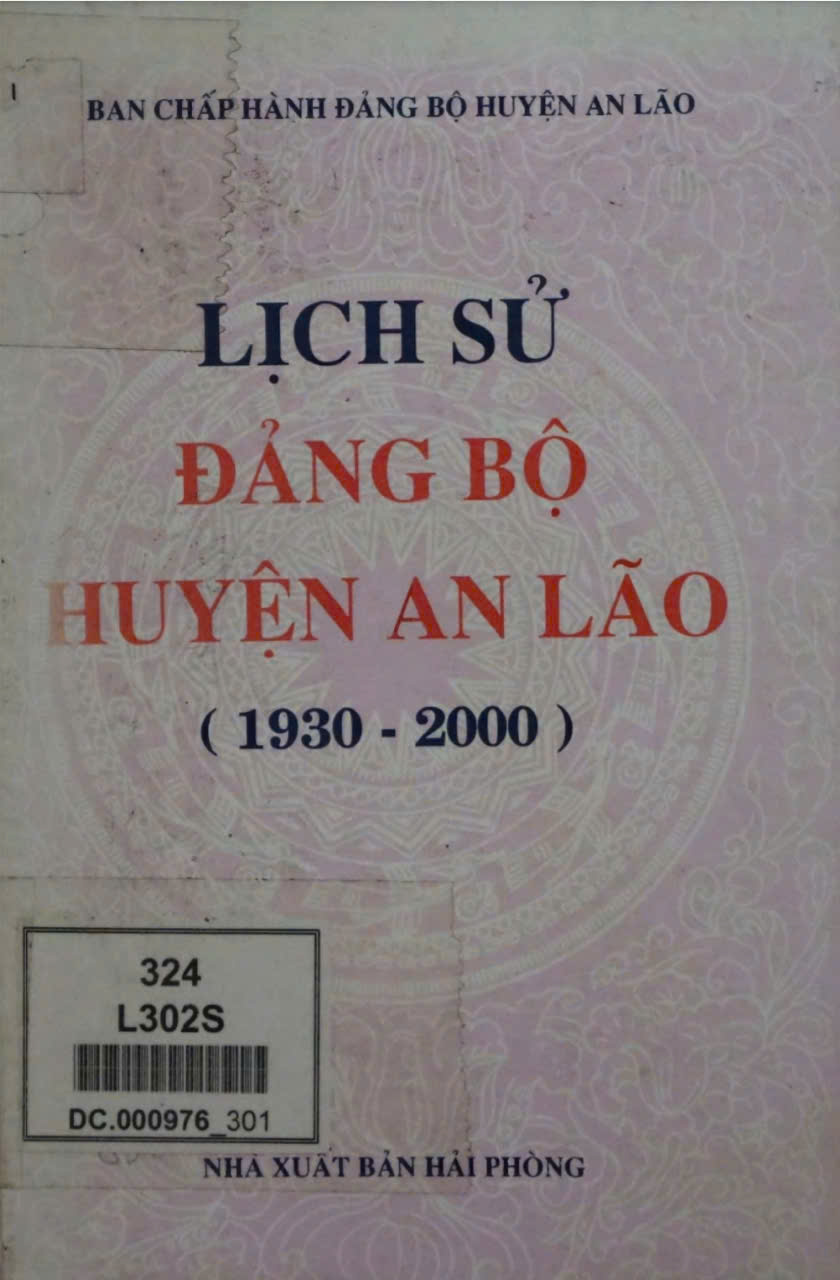 BAN CHẤP HÀNH ĐẢNG BỘ HUYỆN AN LÃO
LỊCH SỬ
ĐẢNG BỘ
HUYỆN AN LÃO
( 1930 - 2000 )
324
L302S
DC.000976_301
NHÀ XUẤT BẢN HẢI PHÒNG